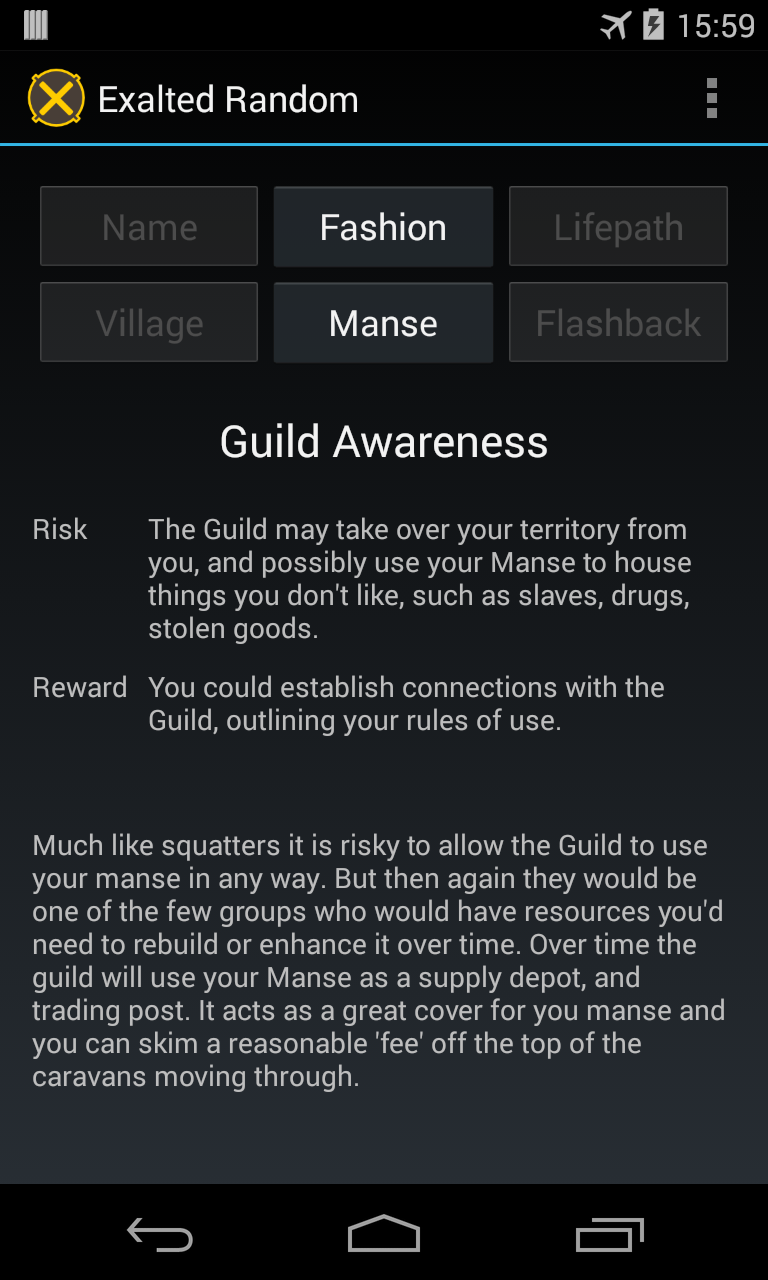 15:59
Exalted Random
Name Fashion Lifepath
Village Manse Flashback
Guild Awareness
Risk The Guild may take over your territory from
you, and possibly use your Manse to house
things you don't like, such as slaves, drugs,
stolen goods.
Reward You could establish connections with the
Guild, outlining your rules of use.
Much like squatters it is risky to allow the Guild to use
your manse in any way. But then again they would be
one of the few groups who would have resources you'd
need to rebuild or enhance it over time. Over time the
guild will use your Manse as a supply depot, and
trading post. It acts as a great cover for you manse and
you can skim a reasonable 'fee' off the top of the
caravans moving through.